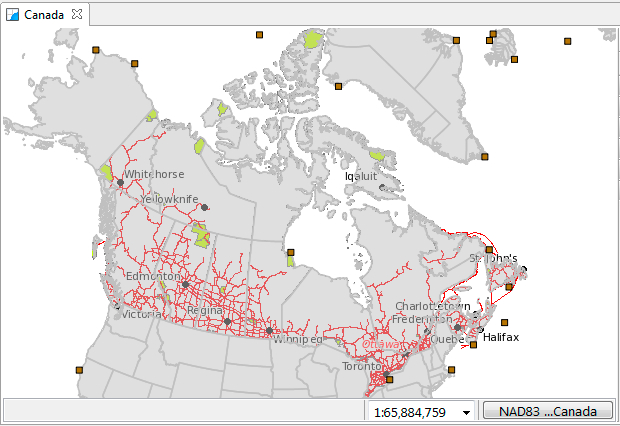 Canada
Iqaluit
Whitehorse
Yellowknife
St. John's
Edmonton
Charlottetown
Victoria
Regina
Fredericton
Winnipeg
Quebec
Halifax
Ottawa
Toronto
1:65,884,759
NAD83 ...Canada